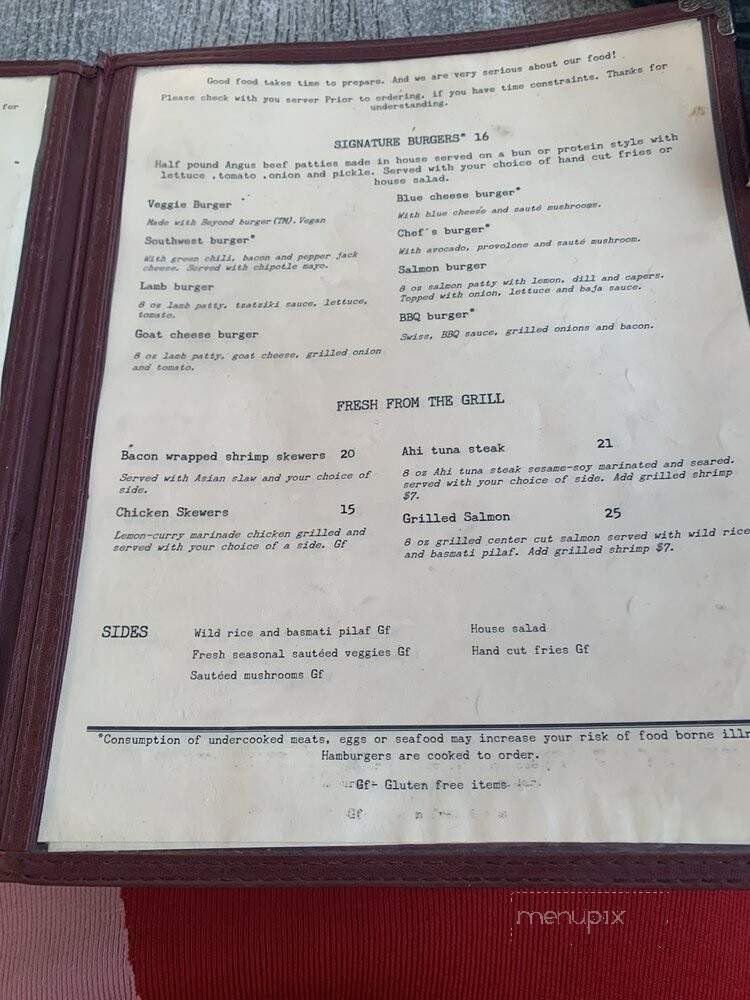 for
Good food takes time to prepare. And we are very serious about our food!
Please check with you server Prior to ordering, if you have time constraints. Thanks for
understanding.
SIGNATURE BURGERS* 16
Half pound Angus beef patties made in house served on a bun or protein style with
lettuce ,tomato ,onion and pickle. Served with your choice of hand cut fries or
house salad.
Veggie Burger
Made with Beyond burger(TM). Vegan
Southwest burger*
With green chili, bacon and pepper jack
cheese. Served with chipotle mayo.
Lamb burger
8 oz lamb patty, tzatziki sauce, lettuce,
tomato.
Goat cheese burger
8 oz lamb patty, goat cheese, grilled onion
and tomato.
Blue cheese burger*
With blue cheese and sauté mushrooms.
Chef's burger*
With avocado, provolone and sauté mushroom.
Salmon burger
8 oz salmon patty with lemon, dill and capers.
Topped with onion, lettuce and baja sauce.
BBQ burger*
Swiss, BBQ sauce, grilled onions and bacon.
FRESH FROM THE GRILL
Bacon wrapped shrimp skewers 20
Served with Asian slaw and your choice of
side.
Chicken Skewers 15
Lemon-curry marinade chicken grilled and
served with your choice of a side. Gf
Ahi tuna steak 21
8 oz Ahi tuna steak sesame-soy marinated and seared.
served with your choice of side. Add grilled shrimp
$7.
Grilled Salmon 25
8 oz grilled center cut salmon served with wild rice
and basmati pilaf. Add grilled shrimp $7.
SIDES
Wild rice and basmati pilaf Gf
Fresh seasonal sautéed veggies Gf
Sautéed mushrooms Gf
House salad
Hand cut fries Gf
*Consumption of undercooked meats, eggs or seafood may increase your risk of food borne illn
Hamburgers are cooked to order.
Gf- Gluten free items
Gf
menupix